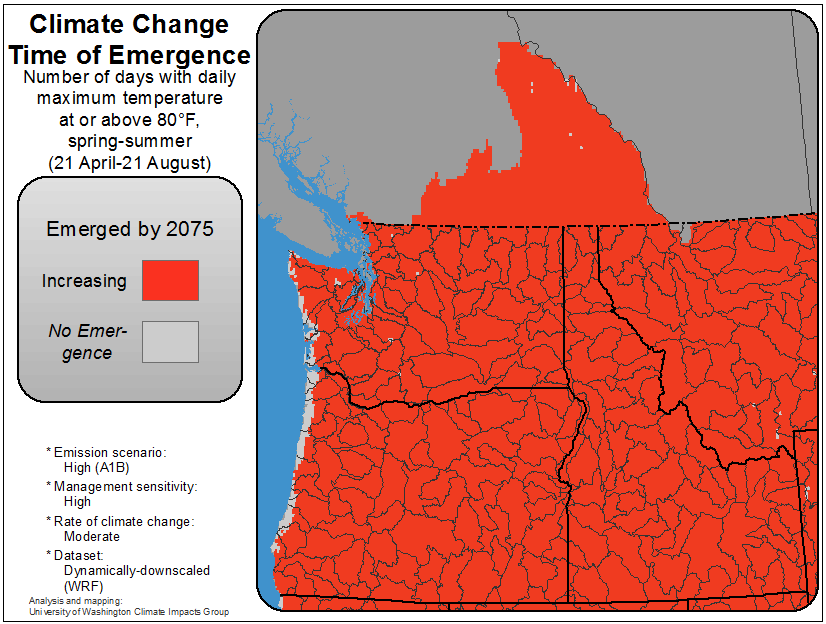 Climate Change
Time of Emergence
Number of days with daily
maximum temperature
at or above 80°F,
spring-summer
(21 April-21 August)
Emerged by 2075
Increasing
No Emer-
gence
* Emission scenario:
High (A1B)
* Management sensitivity:
High
* Rate of climate change:
Moderate
* Dataset:
Dynamically-downscaled
(WRF)
Analysis and mapping:
University of Washington Climate Impacts Group